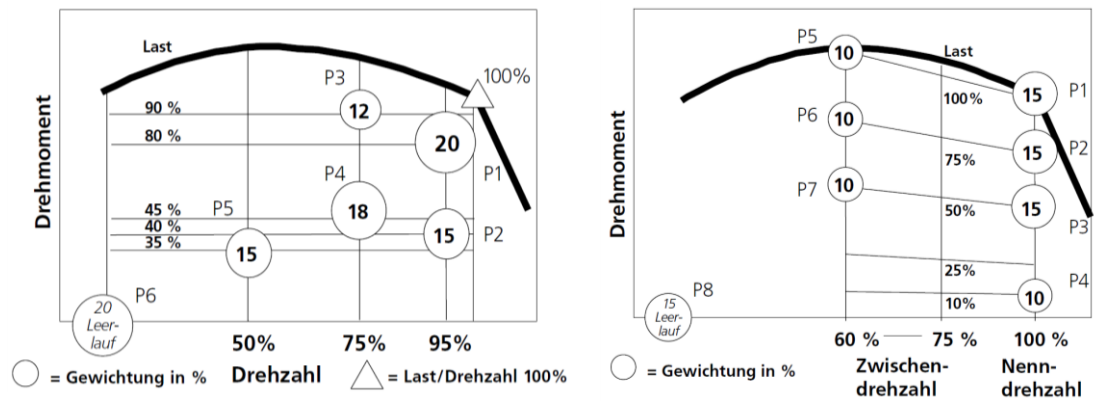 Last
100%
P3
90 %
12
80 %
20
P1
P4
45 %
P5
18
40 %
15
P2
35 %
15
P6
20
Leer-
lauf
50%
75%
95%
Drehmoment
= Gewichtung in %
Drehzahl
= Last/Drehzahl 100%
P5
10
Last
100%
15
P1
P6
10
75%
15
P2
P7
10
50%
15
P3
25%
P4
10%
10
P8
15
Leer-
lauf
60 %
75 %
100 %
Drehmoment
= Gewichtung in %
Zwischen-
drehzahl
Nenn-
drehzahl